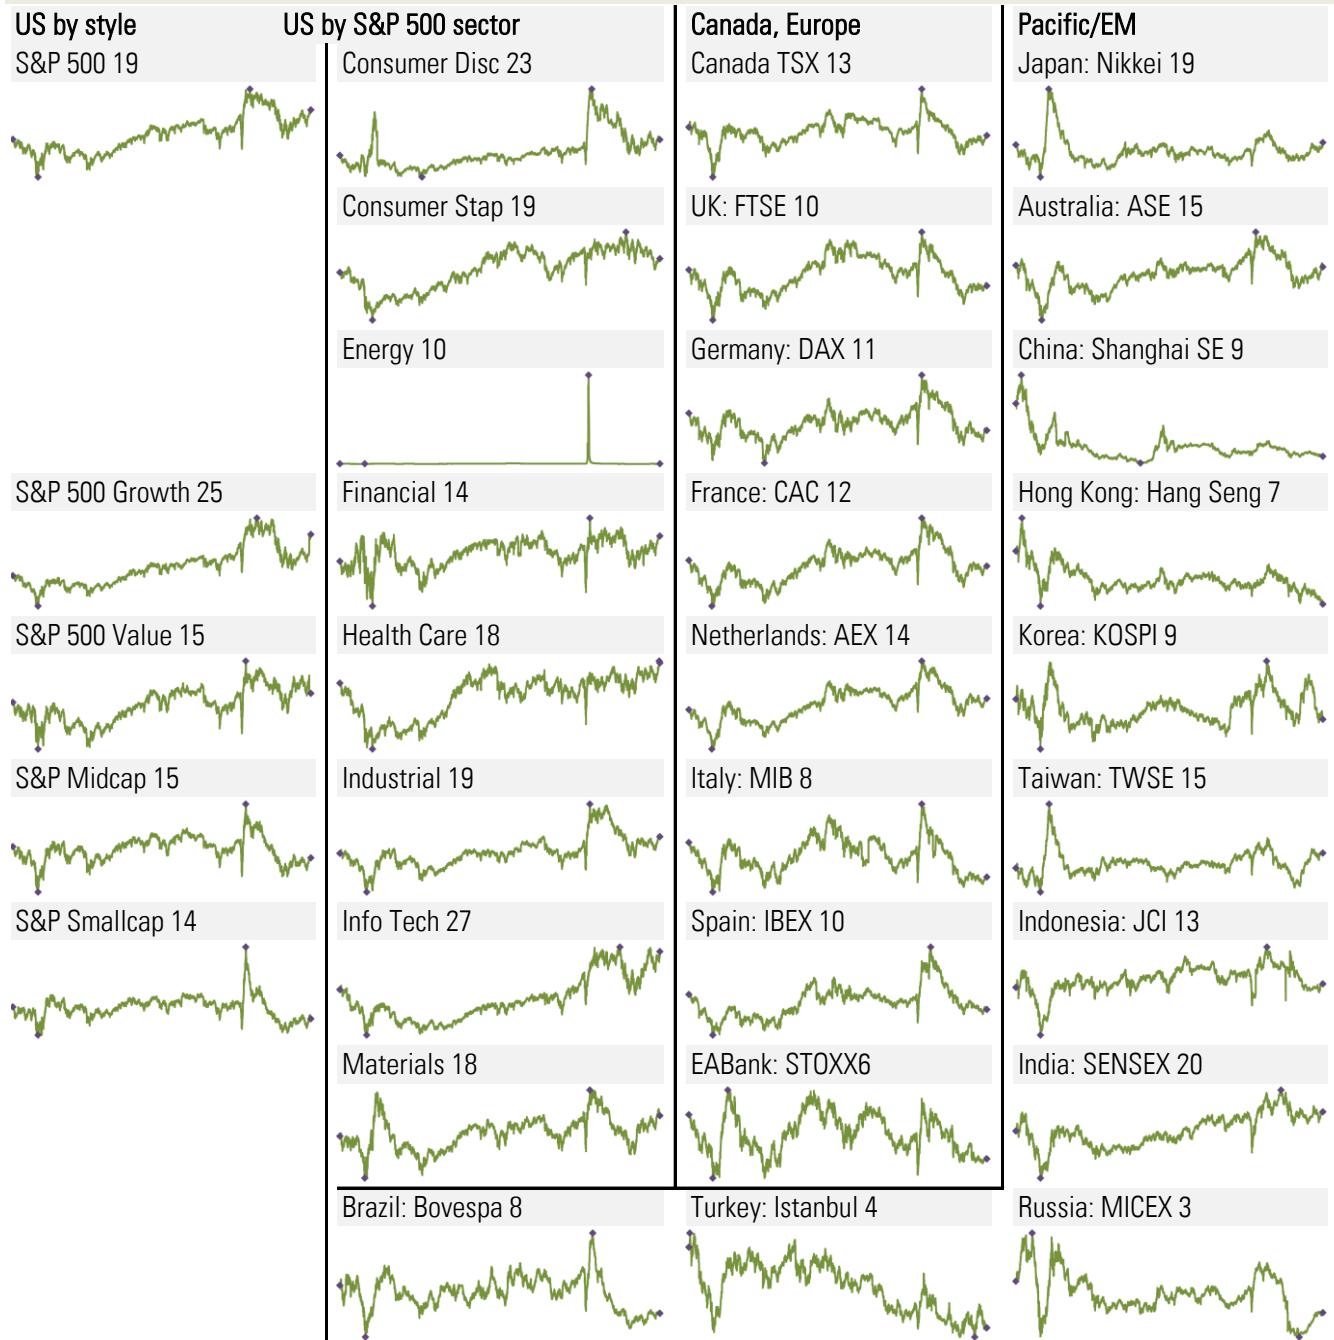 US by style US by S&P 500 sector Canada, Europe Pacific/EM
S&P 500 19 Consumer Disc 23 Canada TSX 13 Japan: Nikkei 19
Consumer Stap 19 UK: FTSE 10 Australia: ASE 15
Energy 10 Germany: DAX 11 China: Shanghai SE 9
S&P 500 Growth 25 Financial 14 France: CAC 12 Hong Kong: Hang Seng 7
S&P 500 Value 15 Health Care 18 Netherlands: AEX 14 Korea: KOSPI 9
S&P Midcap 15 Industrial 19 Italy: MIB 8 Taiwan: TWSE 15
S&P Smallcap 14 Info Tech 27 Spain: IBEX 10 Indonesia: JCI 13
Materials 18 EABank: STOXX6 India: SENSEX 20
Brazil: Bovespa 8 Turkey: Istanbul 4 Russia: MICEX 3